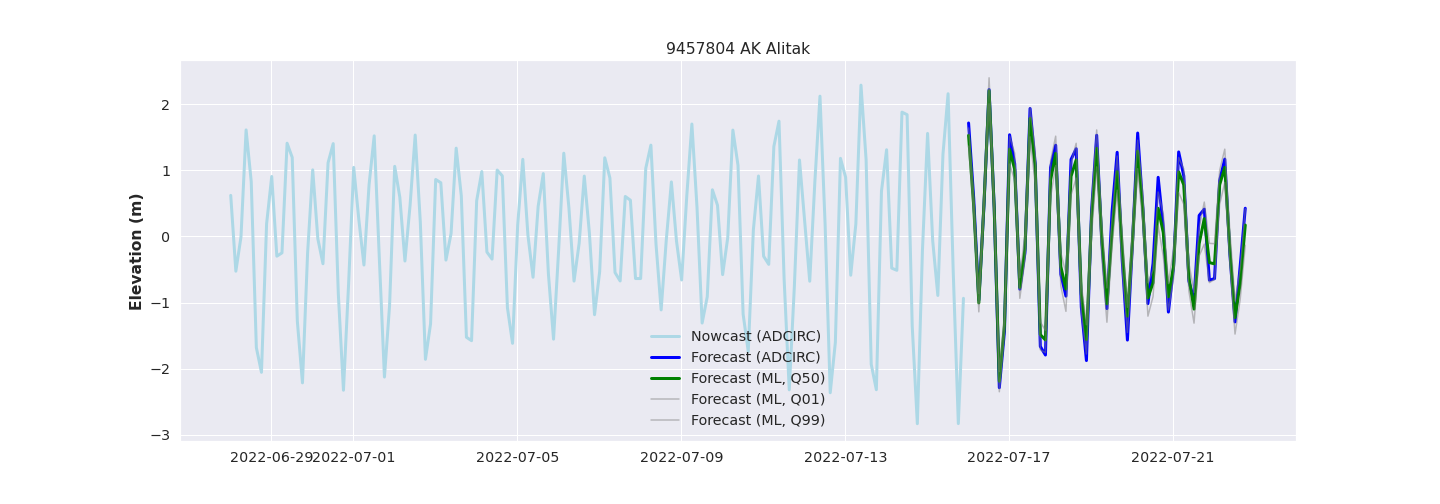 9457804 AK Alitak
Elevation (m)
2
1
0
−1
−2
−3
Nowcast (ADCIRC)
Forecast (ADCIRC)
Forecast (ML, Q50)
Forecast (ML, Q01)
Forecast (ML, Q99)
2022-06-29 2022-07-01 2022-07-05 2022-07-09 2022-07-13 2022-07-17 2022-07-21